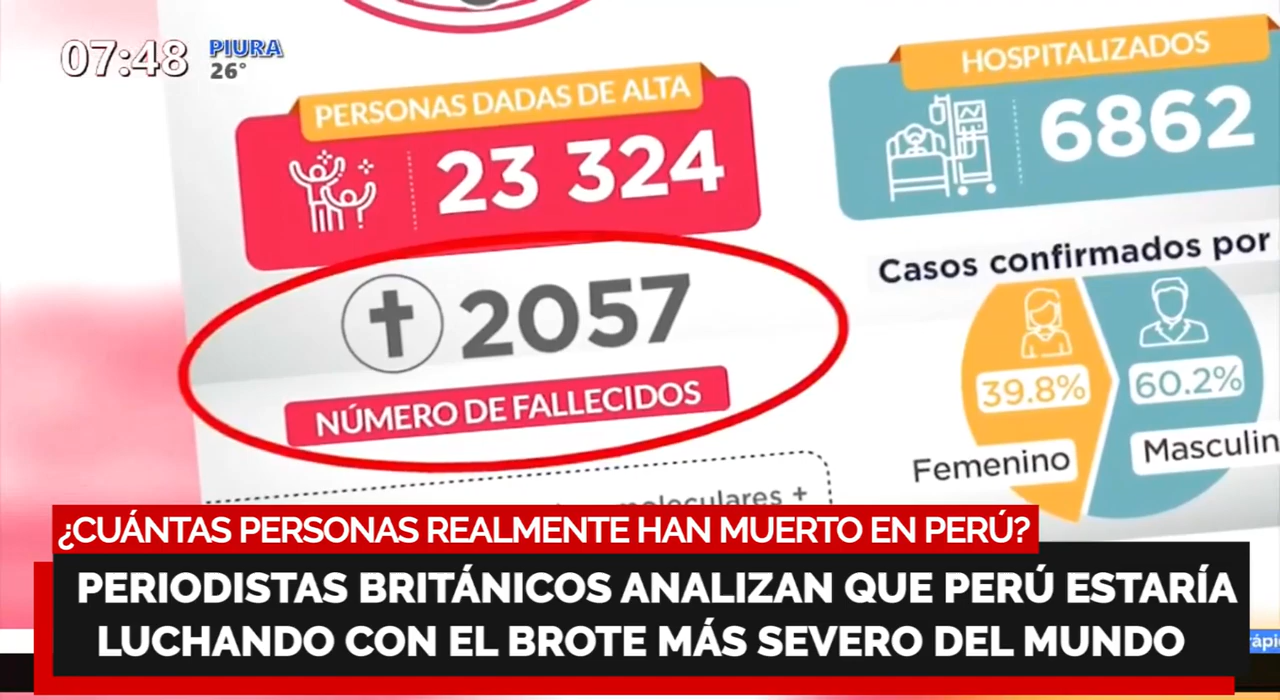 07:48
PIURA
26°
PERSONAS DADAS DE ALTA
23 324
HOSPITALIZADOS
6862
2057
NÚMERO DE FALLECIDOS
Casos confirmados por
39.8%
60.2%
Femenino
Masculin
moleculares +
¿CUÁNTAS PERSONAS REALMENTE HAN MUERTO EN PERÚ?
PERIODISTAS BRITÁNICOS ANALIZAN QUE PERÚ ESTARÍA
LUCHANDO CON EL BROTE MÁS SEVERO DEL MUNDO
rápi